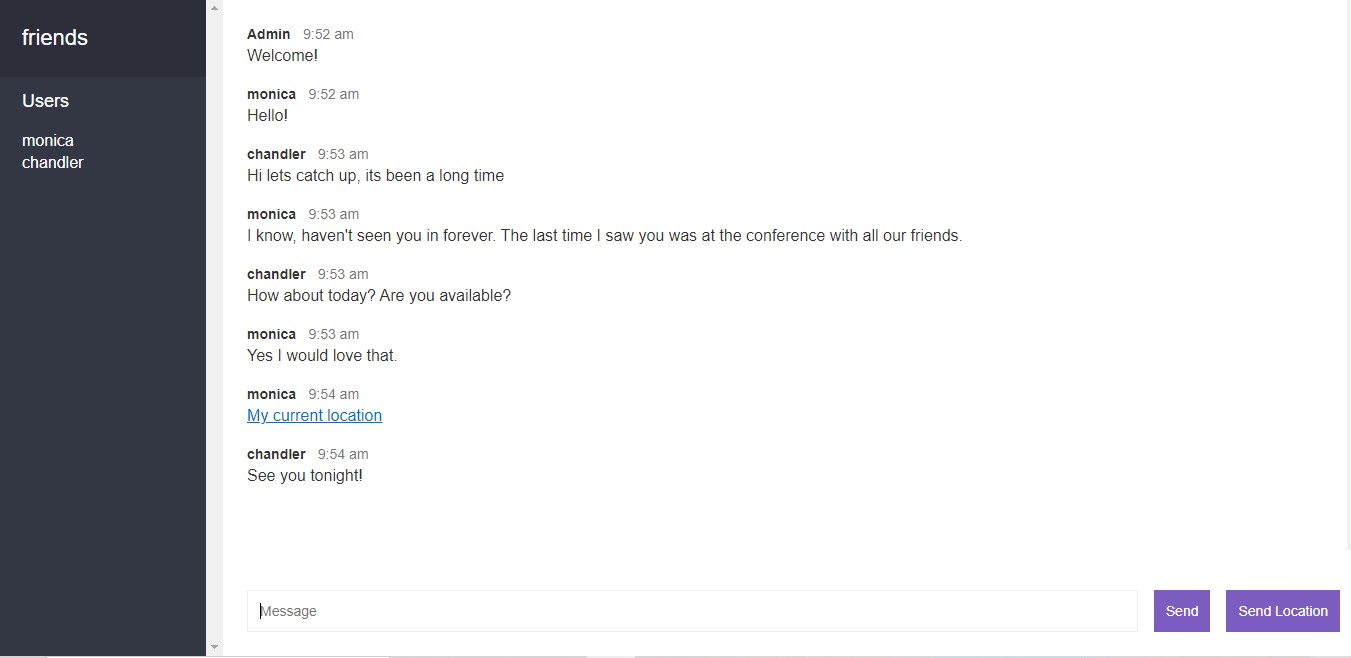 friends
Users
monica
chandler
Admin 9:52 am
Welcome!
monica 9:52 am
Hello!
chandler 9:53 am
Hi lets catch up, its been a long time
monica 9:53 am
I know, haven't seen you in forever. The last time I saw you was at the conference with all our friends.
chandler 9:53 am
How about today? Are you available?
monica 9:53 am
Yes I would love that.
monica 9:54 am
My current location
chandler 9:54 am
See you tonight!
Message
Send
Send Location